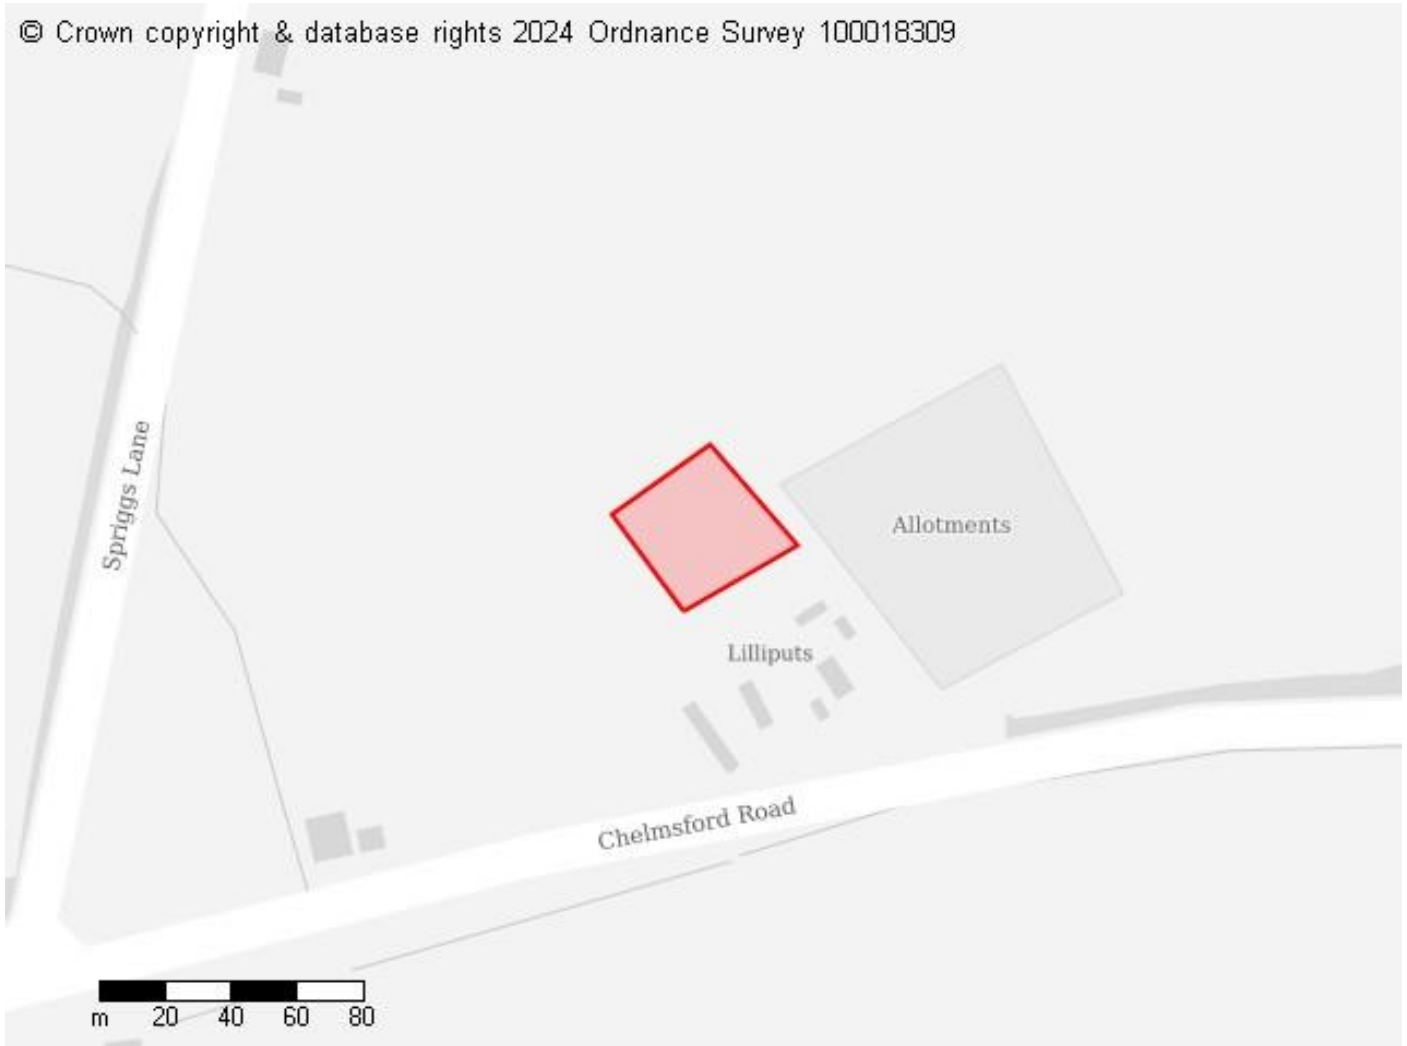 © Crown copyright & database rights 2024 Ordnance Survey 100018309
Spriggs Lane
Allotments
Lilliputs
Chelmsford Road
m 20 40 60 80